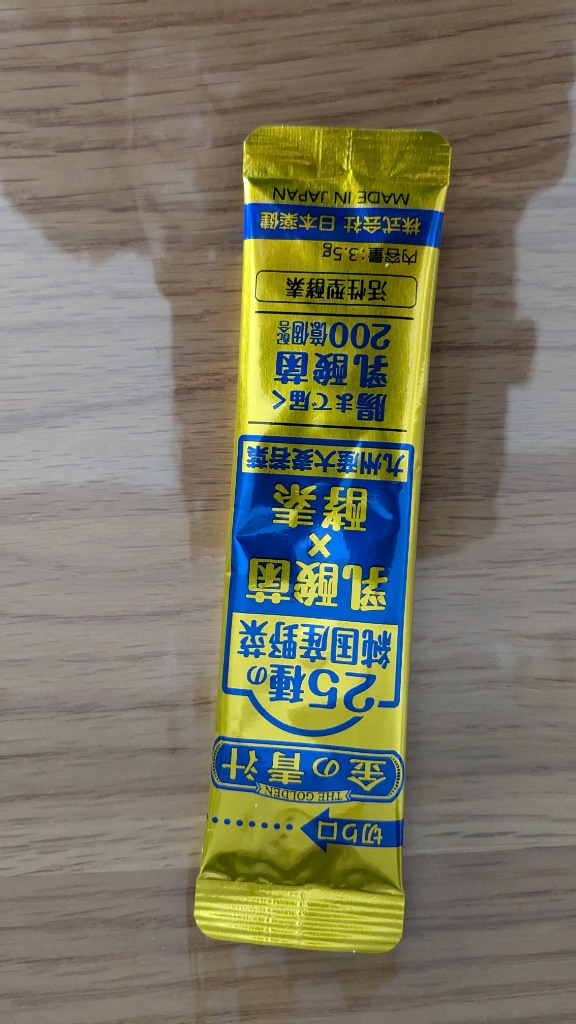 切り口
THE GOLDEN
金の青汁
25種の
純国産野菜
乳酸菌
×
酵素
九州産大麦若葉
腸まで届く
乳酸菌
200億個配合
活性型酵素
内容量:3.5g
株式会社 日本薬健
MADE IN JAPAN